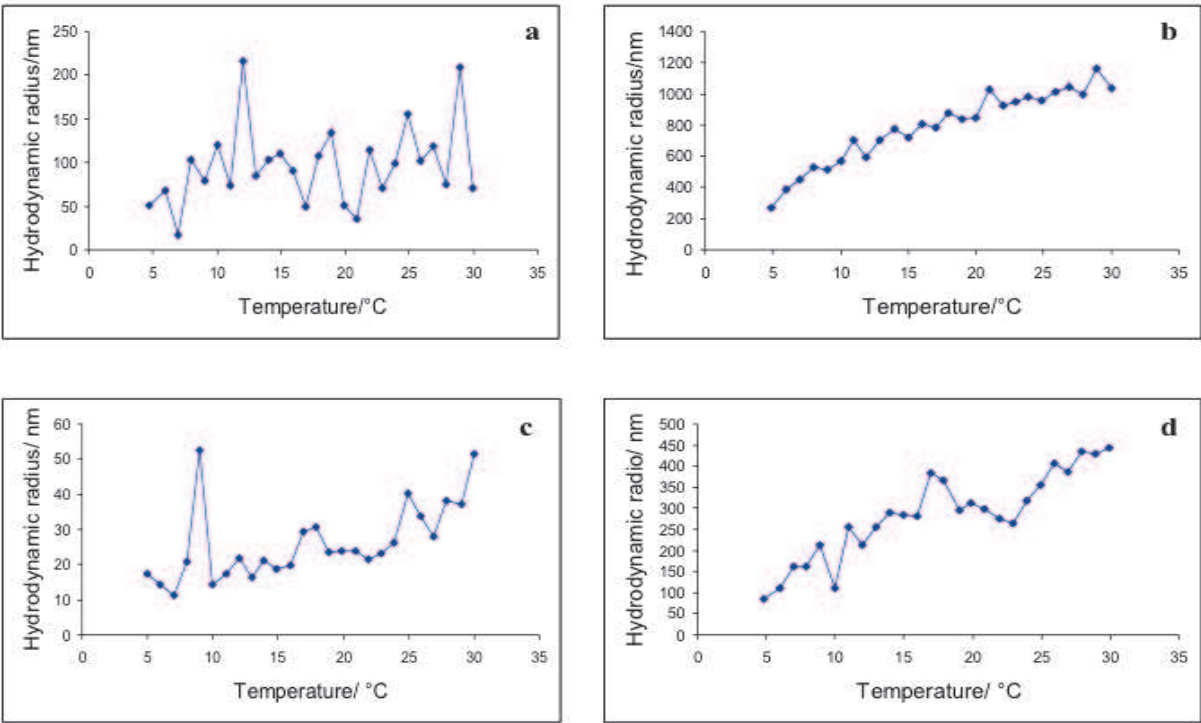 a
Hydrodynamic radius/nm
250
200
150
100
50
0
0 5 10 15 20 25 30 35
Temperature/°C
b
Hydrodynamic radius/nm
1400
1200
1000
800
600
400
200
0
0 5 10 15 20 25 30 35
Temperature/°C
c
Hydrodynamic radius/ nm
60
50
40
30
20
10
0
0 5 10 15 20 25 30 35
Temperature/ °C
d
Hydrodynamic radio/ nm
500
450
400
350
300
250
200
150
100
50
0
0 5 10 15 20 25 30 35
Temperature/ °C